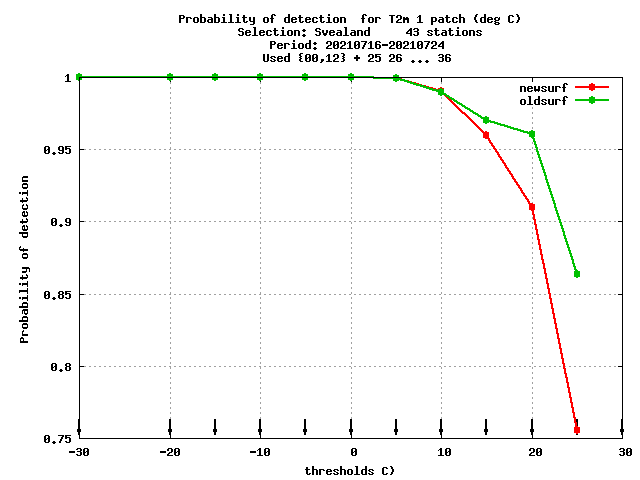 Probability of detection  for T2m 1 patch (deg C)
Selection: Svealand     43 stations
Period: 20210716-20210724
Used {00,12} + 25 26 ... 36
newsurf
oldsurf
1
0.95
0.9
0.85
0.8
0.75
Probability of detection
-30 -20 -10 0 10 20 30
thresholds C)